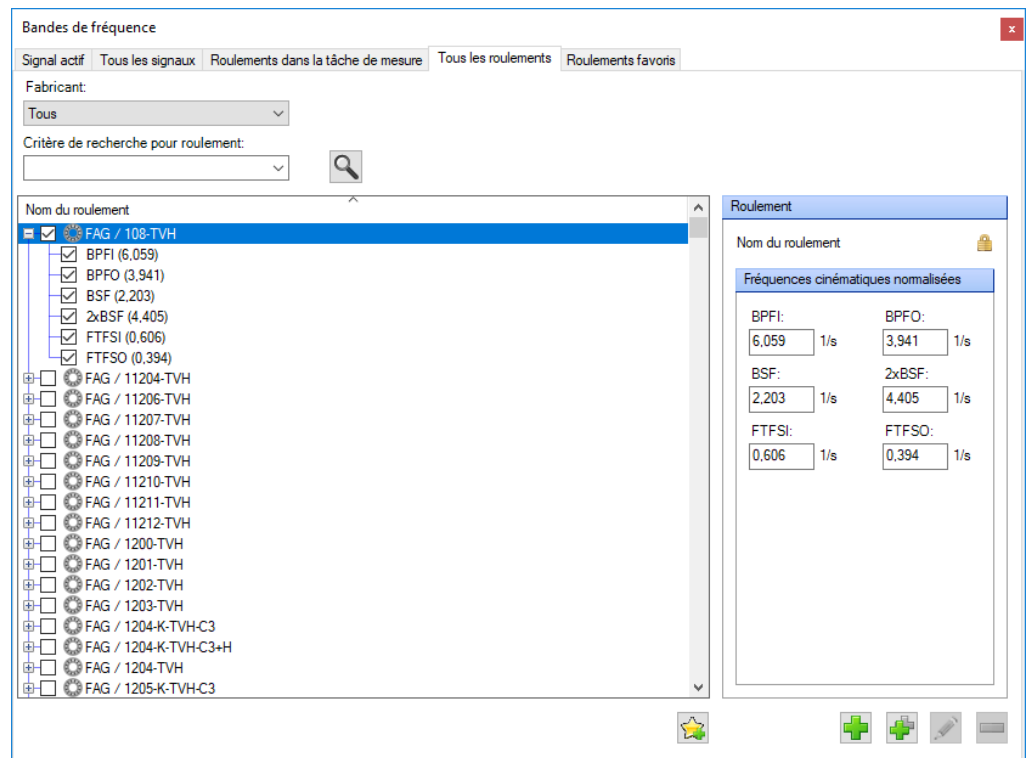 Bandes de fréquence
x
Signal actif Tous les signaux Roulements dans la tâche de mesure Tous les roulements Roulements favoris
Fabricant:
Tous
Critère de recherche pour roulement:
Nom du roulement
FAG / 108-TVH
BPFI (6,059)
BPFO (3,941)
BSF (2,203)
2xBSF (4,405)
FTFSI (0,606)
FTFSO (0,394)
FAG / 11204-TVH
FAG / 11206-TVH
FAG / 11207-TVH
FAG / 11208-TVH
FAG / 11209-TVH
FAG / 11210-TVH
FAG / 11211-TVH
FAG / 11212-TVH
FAG / 1200-TVH
FAG / 1201-TVH
FAG / 1202-TVH
FAG / 1203-TVH
FAG / 1204-K-TVH-C3
FAG / 1204-K-TVH-C3+H
FAG / 1204-TVH
FAG / 1205-K-TVH-C3
Roulement
Nom du roulement
Fréquences cinématiques normalisées
BPFI: BPFO:
6,059 1/s 3,941 1/s
BSF: 2xBSF:
2,203 1/s 4,405 1/s
FTFSI: FTFSO:
0,606 1/s 0,394 1/s